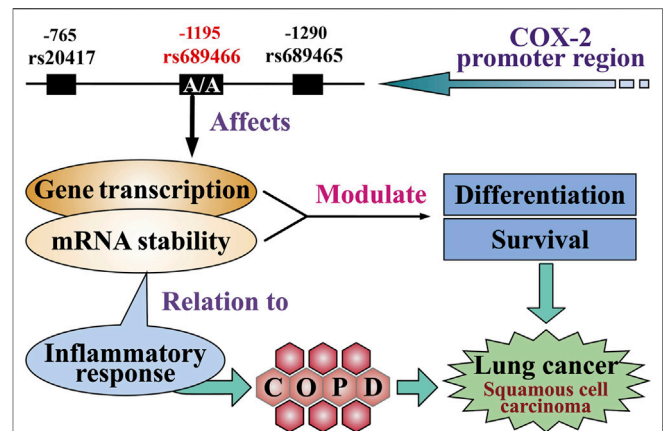 -765
rs20417
-1195
rs689466
-1290
rs689465
COX-2
promoter region
A/A
Affects
Gene transcription
mRNA stability
Modulate
Differentiation
Survival
Relation to
Inflammatory
response
C O P D
Lung cancer
Squamous cell
carcinoma